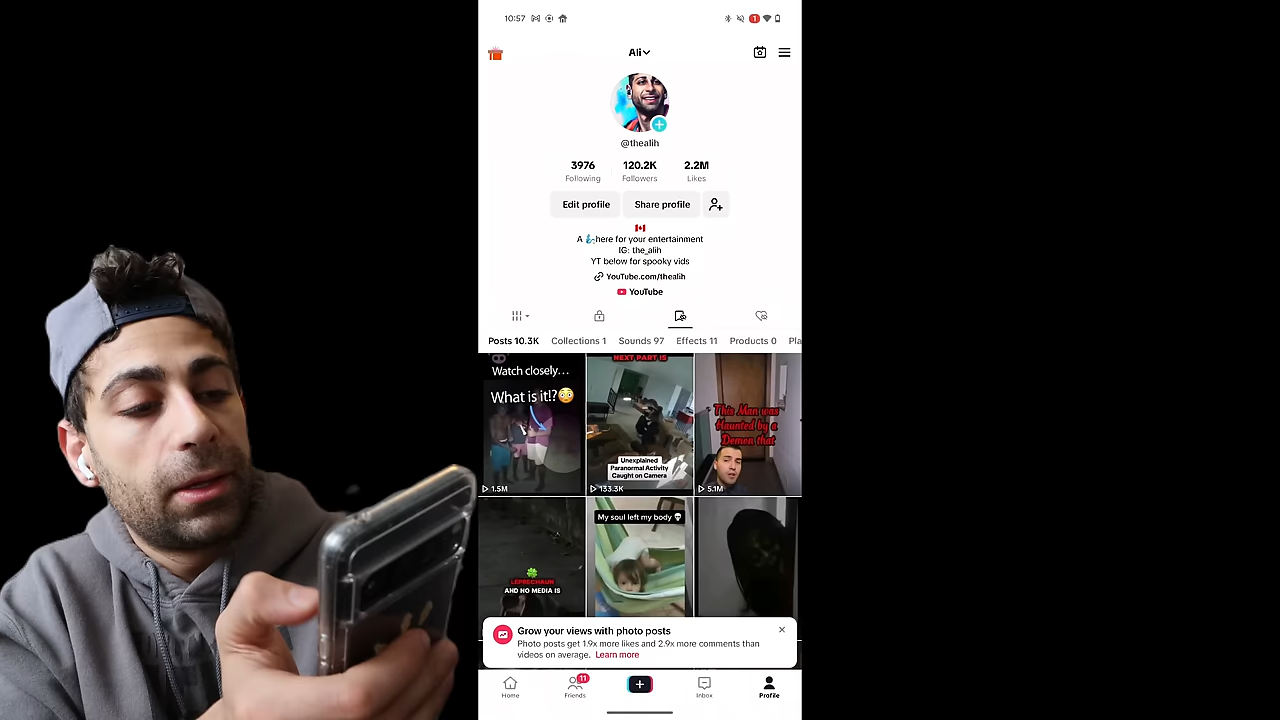 10:57
1
Ali
@thealih
3976 120.2K 2.2M
Following Followers Likes
Edit profile Share profile
A here for your entertainment
IG: the_alih
YT below for spooky vids
YouTube.com/thealih
YouTube
Posts 10.3K Collections 1 Sounds 97 Effects 11 Products 0 Pla
Watch closely...
What is it!?
1.5M
NEXT PART IS
Unexplained
Paranormal Activity
Caught on Camera
133.3K
This Man was
Haunted by a
Demon that
5.1M
LEPRECHAUN
AND NO MEDIA IS
My soul left my body
Grow your views with photo posts
Photo posts get 1.9x more likes and 2.9x more comments than
videos on average. Learn more
11
Home Friends Inbox Profile